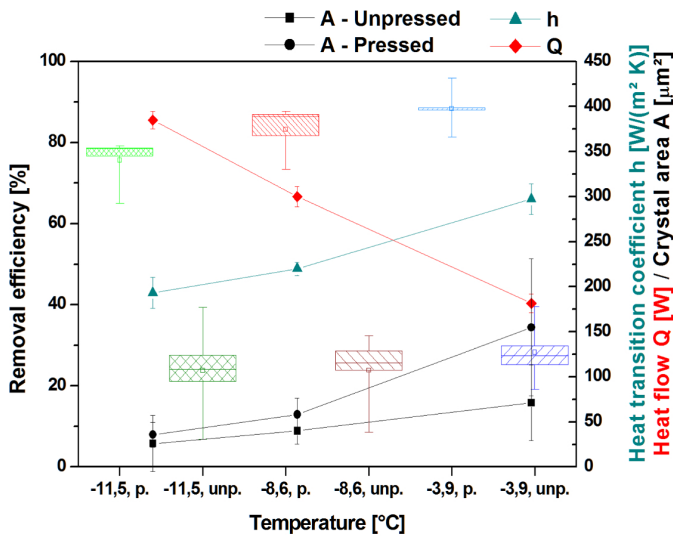 A - Unpressed
h
A - Pressed
Q
100
80
60
40
20
0
Removal efficiency [%]
450
400
350
300
250
200
150
100
50
0
Heat transition coefficient h [W/(m² K)]
Heat flow Q [W] / Crystal area A [µm²]
-11,5, p.
-11,5, unp.
-8,6, p.
-8,6, unp.
-3,9, p.
-3,9, unp.
Temperature [°C]